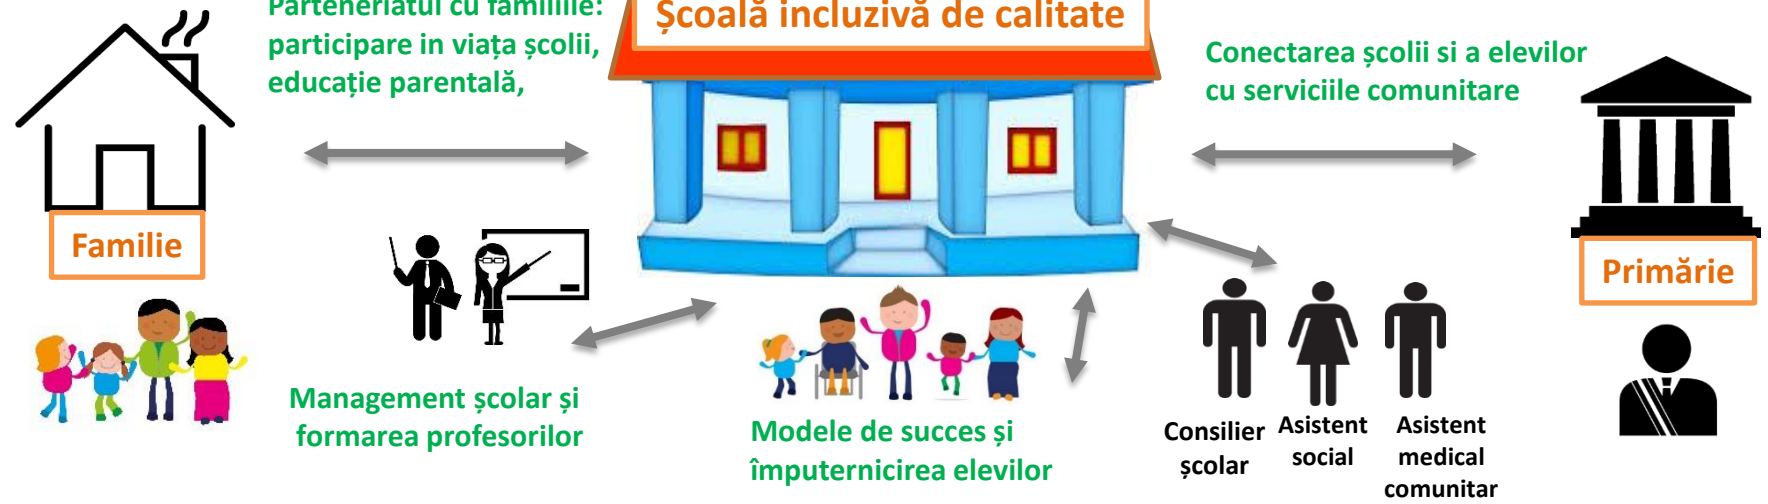 Parteneriatul cu familiile:
participare in viața școlii,
educație parentală,
Școală incluzivă de calitate
Conectarea școlii si a elevilor
cu serviciile comunitare
Familie
Primărie
Management școlar și
formarea profesorilor
Modele de succes și
împuternicirea elevilor
Consilier
școlar
Asistent
social
Asistent
medical
comunitar